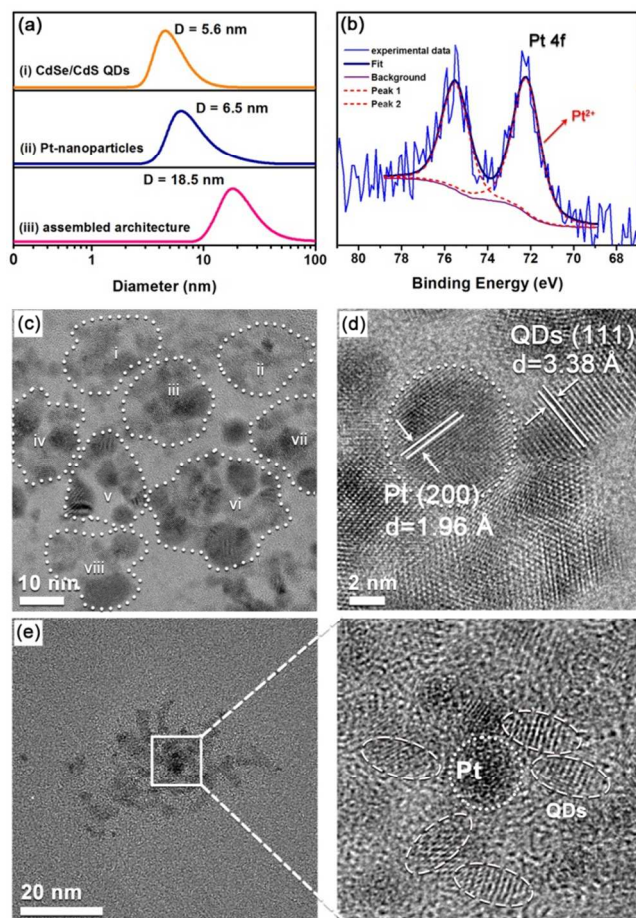 (a)
D = 5.6 nm
(i) CdSe/CdS QDs
D = 6.5 nm
(ii) Pt-nanoparticles
D = 18.5 nm
(iii) assembled architecture
0 1 10 100
Diameter (nm)
(b)
Pt 4f
experimental data
Fit
Background
Peak 1
Peak 2
Pt²⁺
80 78 76 74 72 70 68
Binding Energy (eV)
(c)
i
ii
iii
iv
vii
v
vi
viii
10 nm
(d)
QDs (111)
d=3.38 Å
Pt (200)
d=1.96 Å
2 nm
(e)
20 nm
Pt
QDs